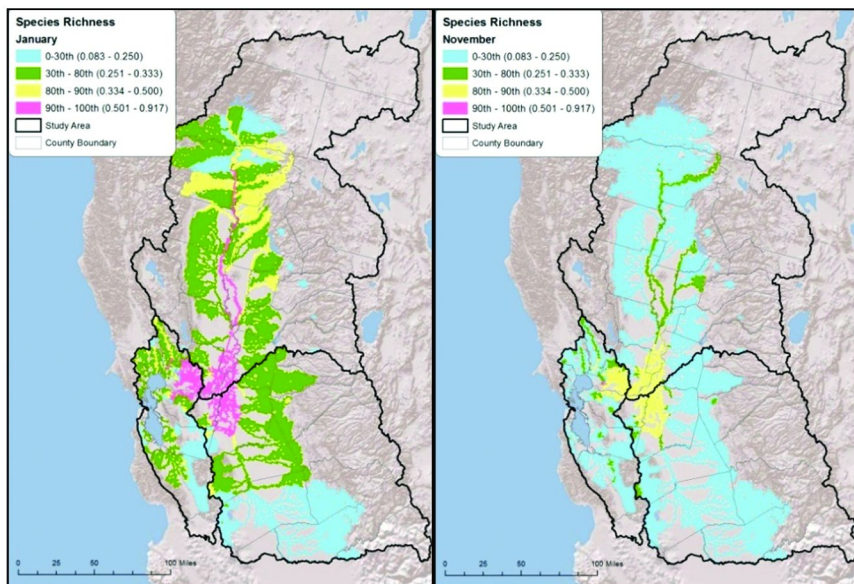 Species Richness
January
0-30th (0.083 - 0.250)
30th - 80th (0.251 - 0.333)
80th - 90th (0.334 - 0.500)
90th - 100th (0.501 - 0.917)
Study Area
County Boundary
0 25 50 100 Miles
Species Richness
November
0-30th (0.083 - 0.250)
30th - 80th (0.251 - 0.333)
80th - 90th (0.334 - 0.500)
90th - 100th (0.501 - 0.917)
Study Area
County Boundary
0 25 50 100 Miles